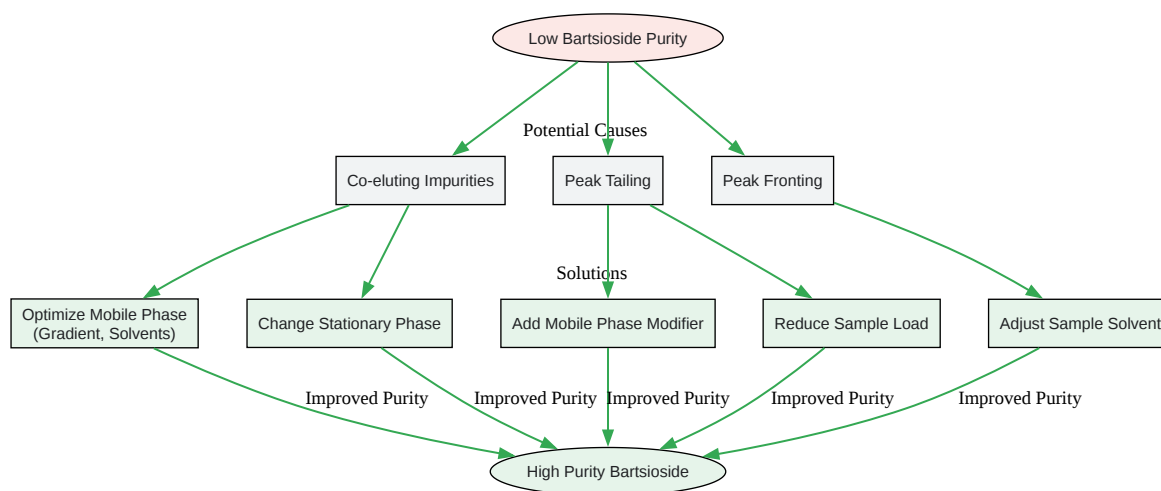 Low Bartsioside Purity
Potential Causes
Co-eluting Impurities
Peak Tailing
Peak Fronting
Solutions
Optimize Mobile Phase
(Gradient, Solvents)
Change Stationary Phase
Add Mobile Phase Modifier
Reduce Sample Load
Adjust Sample Solvent
Improved Purity
Improved Purity
Improved Purity
Improved Purity
Improved Purity
High Purity Bartsioside